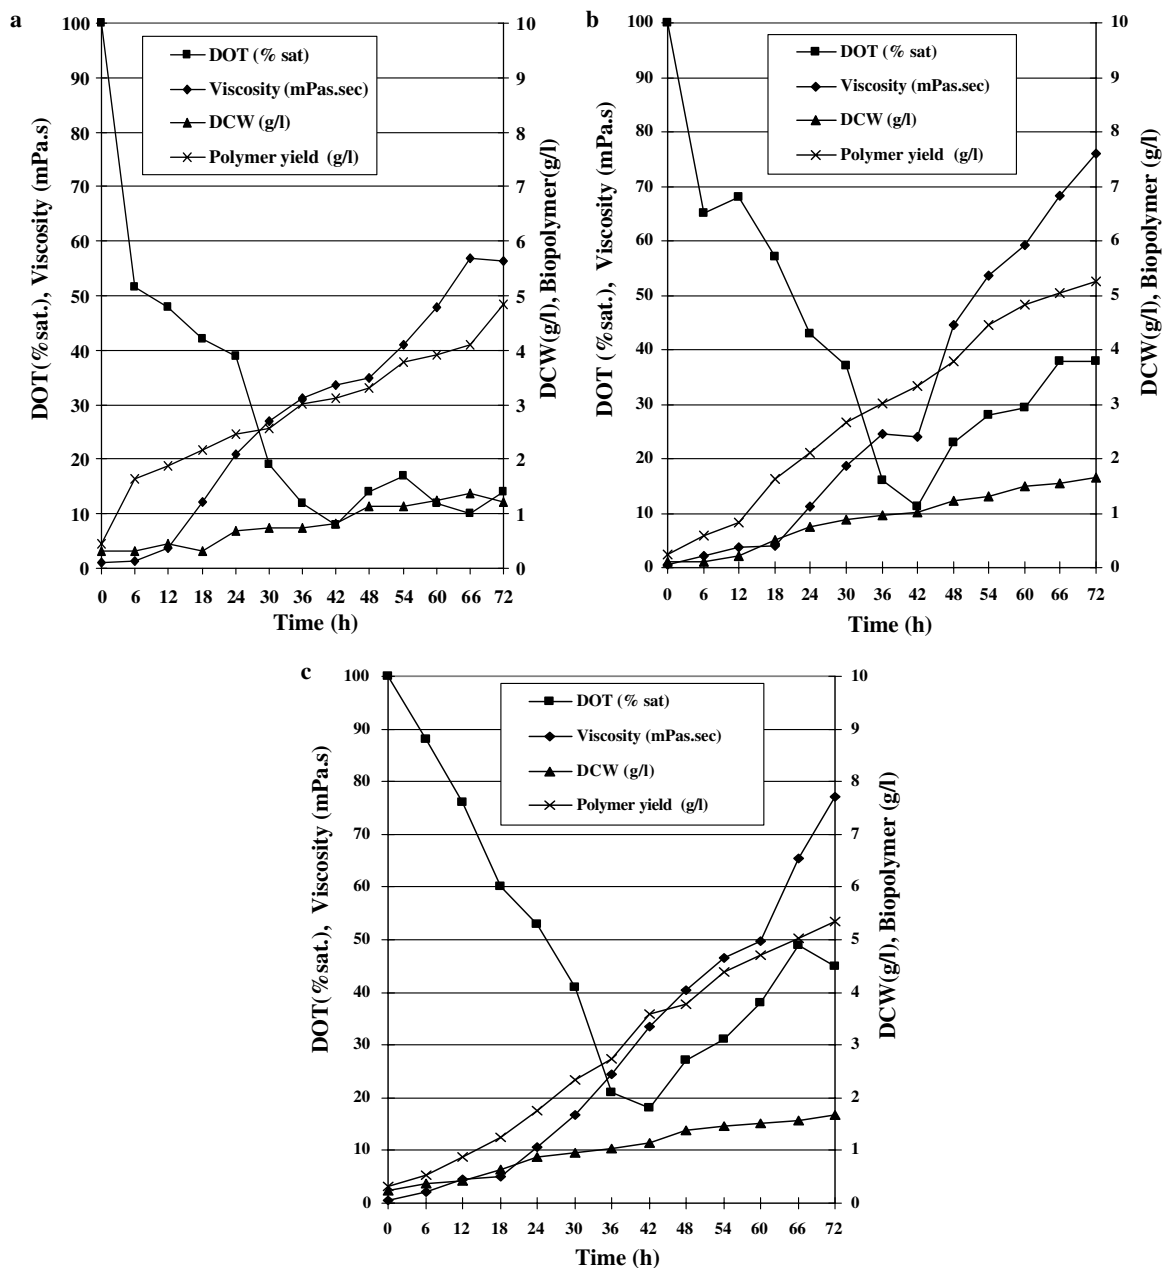 a
100
90
80
70
60
50
40
30
20
10
0
DOT(%sat.), Viscosity (mPa.s)
DOT (% sat)
Viscosity (mPas.sec)
DCW (g/l)
Polymer yield (g/l)
10
9
8
7
6
5
4
3
2
1
0
DCW(g/l), Biopolymer(g/l)
0 6 12 18 24 30 36 42 48 54 60 66 72
Time (h)
b
100
90
80
70
60
50
40
30
20
10
0
DOT (%sat.), Viscosity (mPa.s)
DOT (% sat)
Viscosity (mPas.sec)
DCW (g/l)
Polymer yield (g/l)
10
9
8
7
6
5
4
3
2
1
0
DCW(g/l), Biopolymer (g/l)
0 6 12 18 24 30 36 42 48 54 60 66 72
Time (h)
c
100
90
80
70
60
50
40
30
20
10
0
DOT(%sat.), Viscosity (mPa.s)
DOT (% sat)
Viscosity (mPas.sec)
DCW (g/l)
Polymer yield (g/l)
10
9
8
7
6
5
4
3
2
1
0
DCW(g/l), Biopolymer (g/l)
0 6 12 18 24 30 36 42 48 54 60 66 72
Time (h)